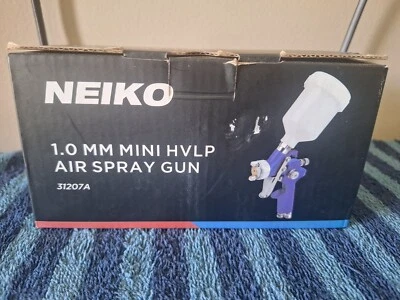 NEIKO
1.0 MM MINI HVLP
AIR SPRAY GUN
31207A